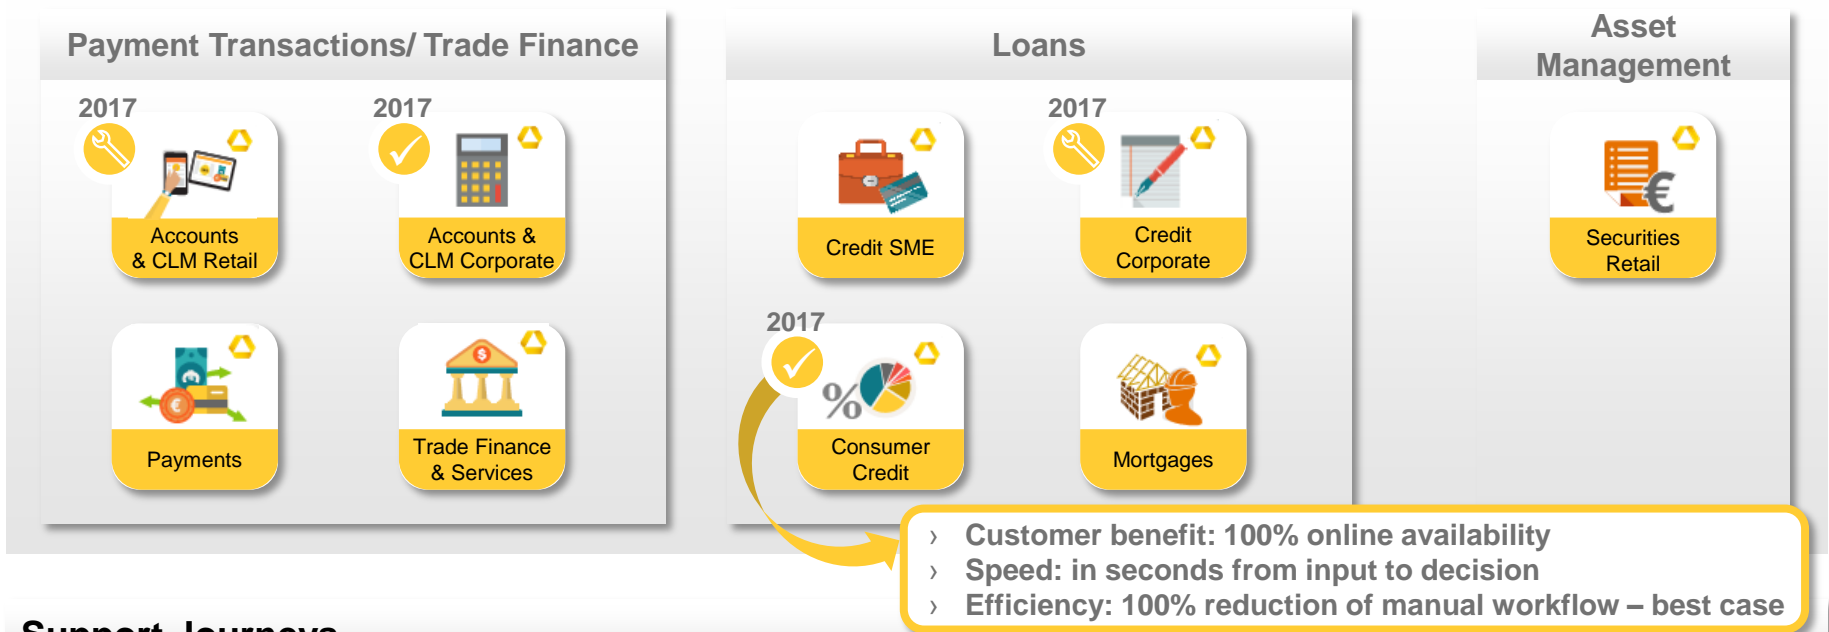 Payment Transactions/ Trade Finance
2017
2017
Accounts
& CLM Retail
Accounts &
CLM Corporate
Payments
Trade Finance
& Services
Loans
2017
Credit SME
Credit
Corporate
2017
%
Consumer
Credit
Mortgages
Asset
Management
€
Securities
Retail
› Customer benefit: 100% online availability
› Speed: in seconds from input to decision
› Efficiency: 100% reduction of manual workflow – best case
Support Journeys